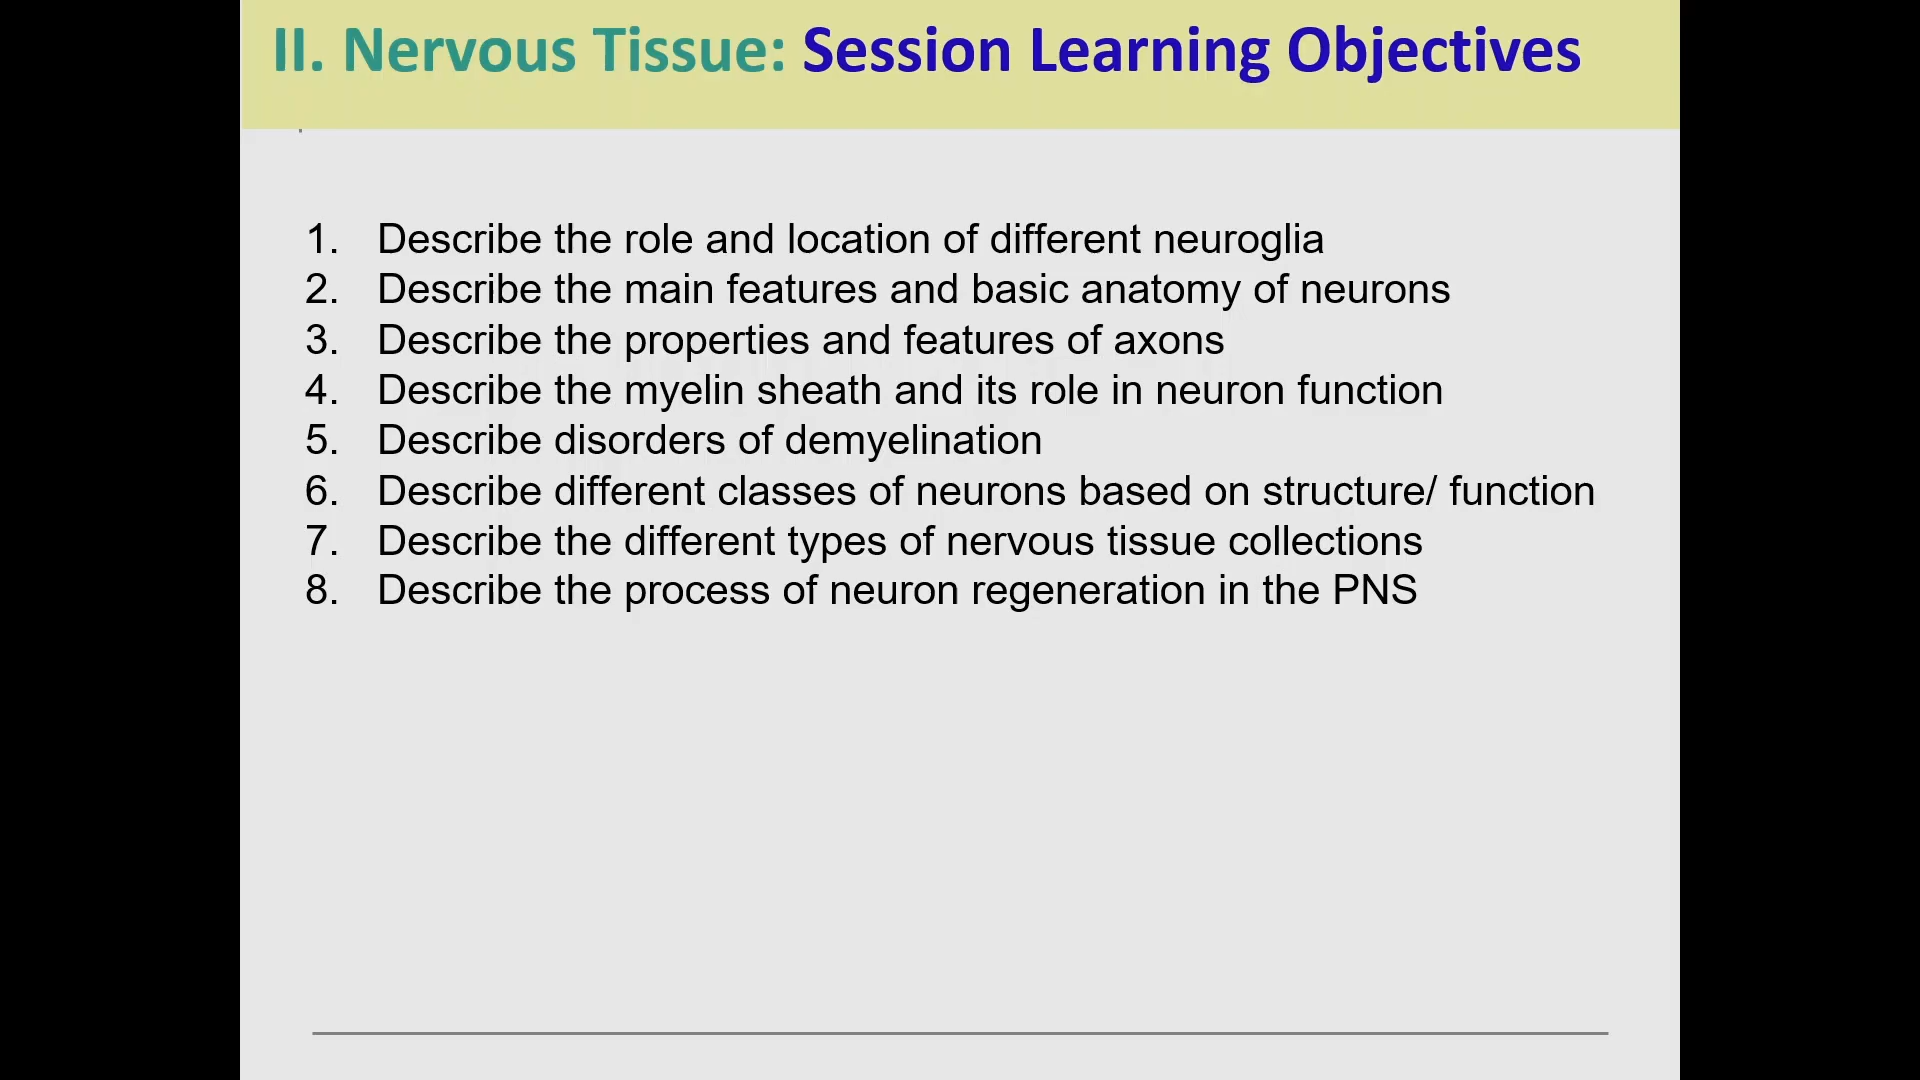 II. Nervous Tissue: Session Learning Objectives
1. Describe the role and location of different neuroglia
2. Describe the main features and basic anatomy of neurons
3. Describe the properties and features of axons
4. Describe the myelin sheath and its role in neuron function
5. Describe disorders of demyelination
6. Describe different classes of neurons based on structure/ function
7. Describe the different types of nervous tissue collections
8. Describe the process of neuron regeneration in the PNS